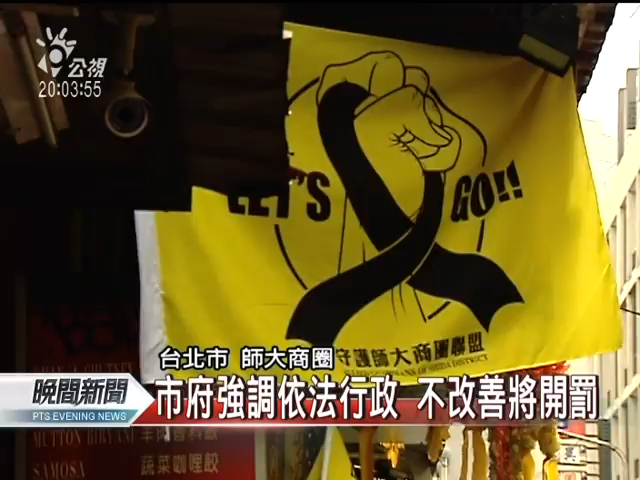 公視
20:03:55
LET'S GO!!
守護師大商圈聯盟
台北市 師大商圈
晚間新聞
PTS EVENING NEWS
市府強調依法行政 不改善將開罰
MUTTON BIRYANI
SAMOSA 蔬菜咖哩餃